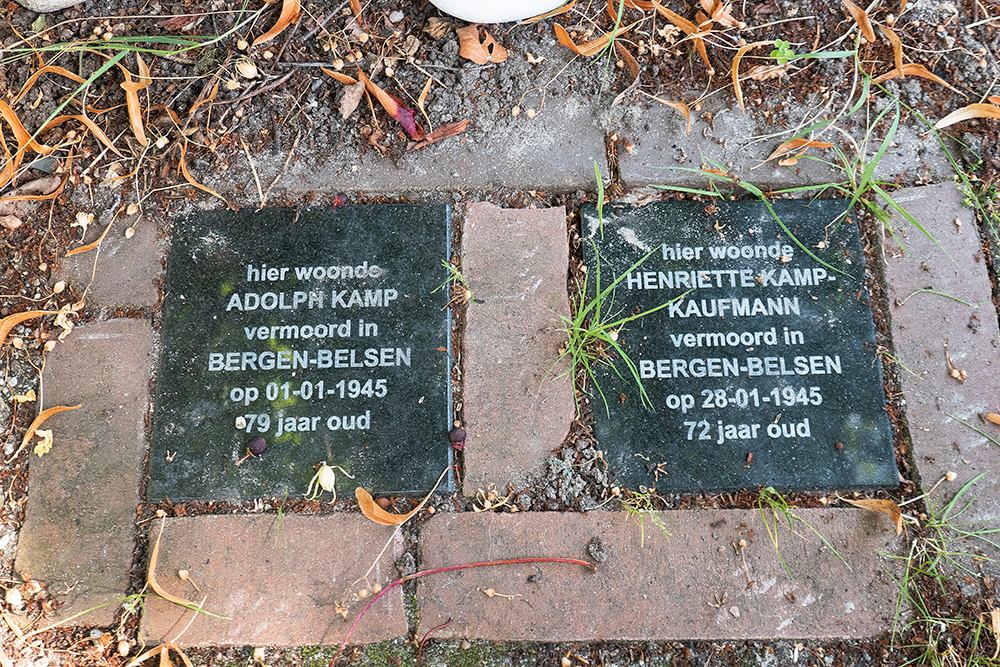 hier woonde
ADOLPH KAMP
vermoord in
BERGEN-BELSEN
op 01-01-1945
79 jaar oud
hier woonde
HENRIETTE KAMP-
KAUFMANN
vermoord in
BERGEN-BELSEN
op 28-01-1945
72 jaar oud